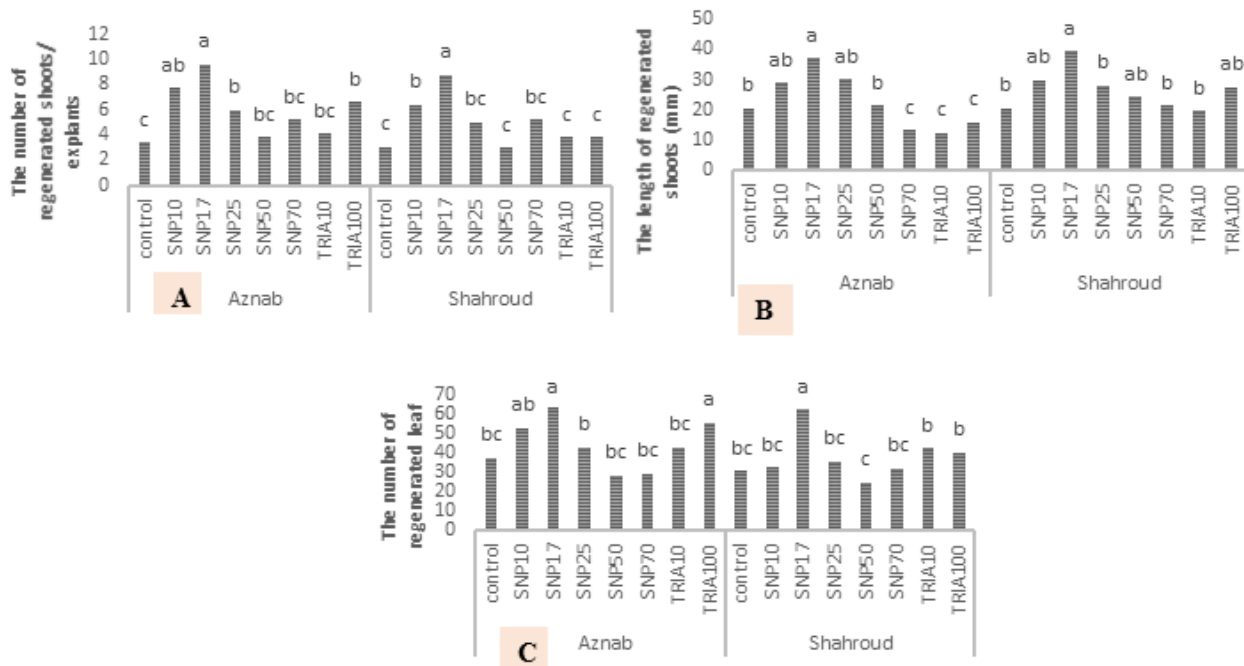 The number of
regenerated shoots/
explants
12
10
8
6
4
2
0
c
ab
a
b
bc
bc
bc
b
c
b
a
bc
c
bc
c
c
control
SNP10
SNP17
SNP25
SNP50
SNP70
TRIA10
TRIA100
control
SNP10
SNP17
SNP25
SNP50
SNP70
TRIA10
TRIA100
Aznab
Shahroud
A
The length of regenerated
shoots (mm)
50
40
30
20
10
0
b
ab
a
ab
b
c
c
c
b
ab
a
b
ab
b
b
ab
control
SNP10
SNP17
SNP25
SNP50
SNP70
TRIA10
TRIA100
control
SNP10
SNP17
SNP25
SNP50
SNP70
TRIA10
TRIA100
Aznab
Shahroud
B
The number of
regenerated leaf
70
60
50
40
30
20
10
0
bc
ab
a
b
bc
bc
bc
a
bc
bc
a
bc
c
bc
b
b
control
SNP10
SNP17
SNP25
SNP50
SNP70
TRIA10
TRIA100
control
SNP10
SNP17
SNP25
SNP50
SNP70
TRIA10
TRIA100
Aznab
Shahroud
C